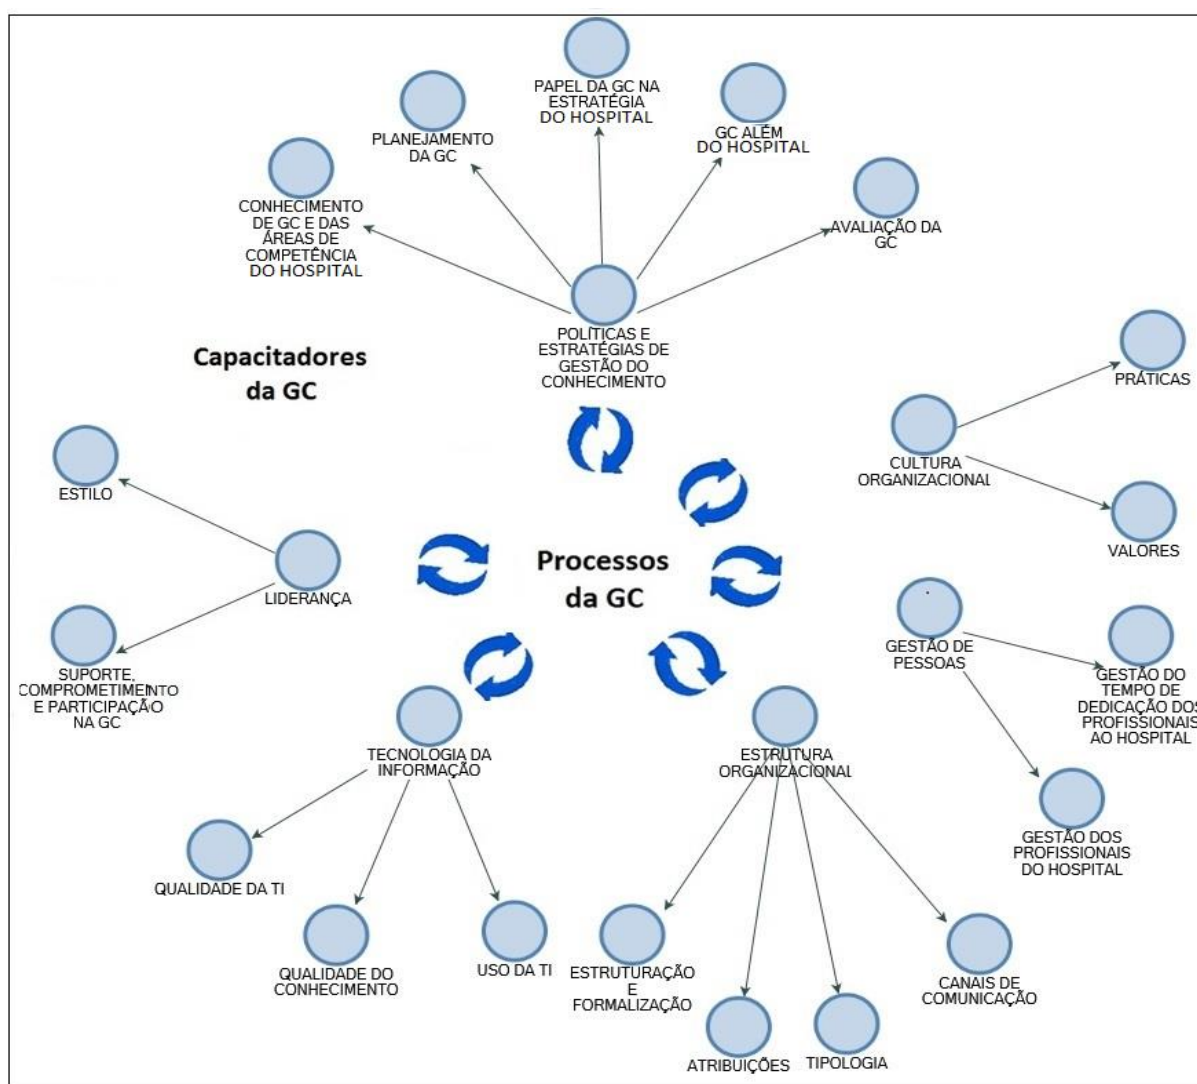 PAPEL DA GC NA
ESTRATÉGIA
DO HOSPITAL
PLANEJAMENTO
DA GC
GC ALÉM
DO HOSPITAL
CONHECIMENTO
DE GC E DAS
ÁREAS DE
COMPETÊNCIA
DO HOSPITAL
AVALIAÇÃO DA
GC
POLÍTICAS E
ESTRATÉGIAS DE
GESTÃO DO
CONHECIMENTO
Capacitadores
da GC
PRÁTICAS
CULTURA
ORGANIZACIONAL
VALORES
ESTILO
LIDERANÇA
SUPORTE,
COMPROMETIMENTO
E PARTICIPAÇÃO
NA GC
Processos
da GC
GESTÃO DE
PESSOAS
GESTÃO DO
TEMPO DE
DEDICAÇÃO DOS
PROFISSIONAIS
AO HOSPITAL
GESTÃO DOS
PROFISSIONAIS
DO HOSPITAL
TECNOLOGIA DA
INFORMAÇÃO
ESTRUTURA
ORGANIZACIONAL
QUALIDADE DA TI
QUALIDADE DO
CONHECIMENTO
USO DA TI
ESTRUTURAÇÃO
E
FORMALIZAÇÃO
ATRIBUIÇÕES
TIPOLOGIA
CANAIS DE
COMUNICAÇÃO